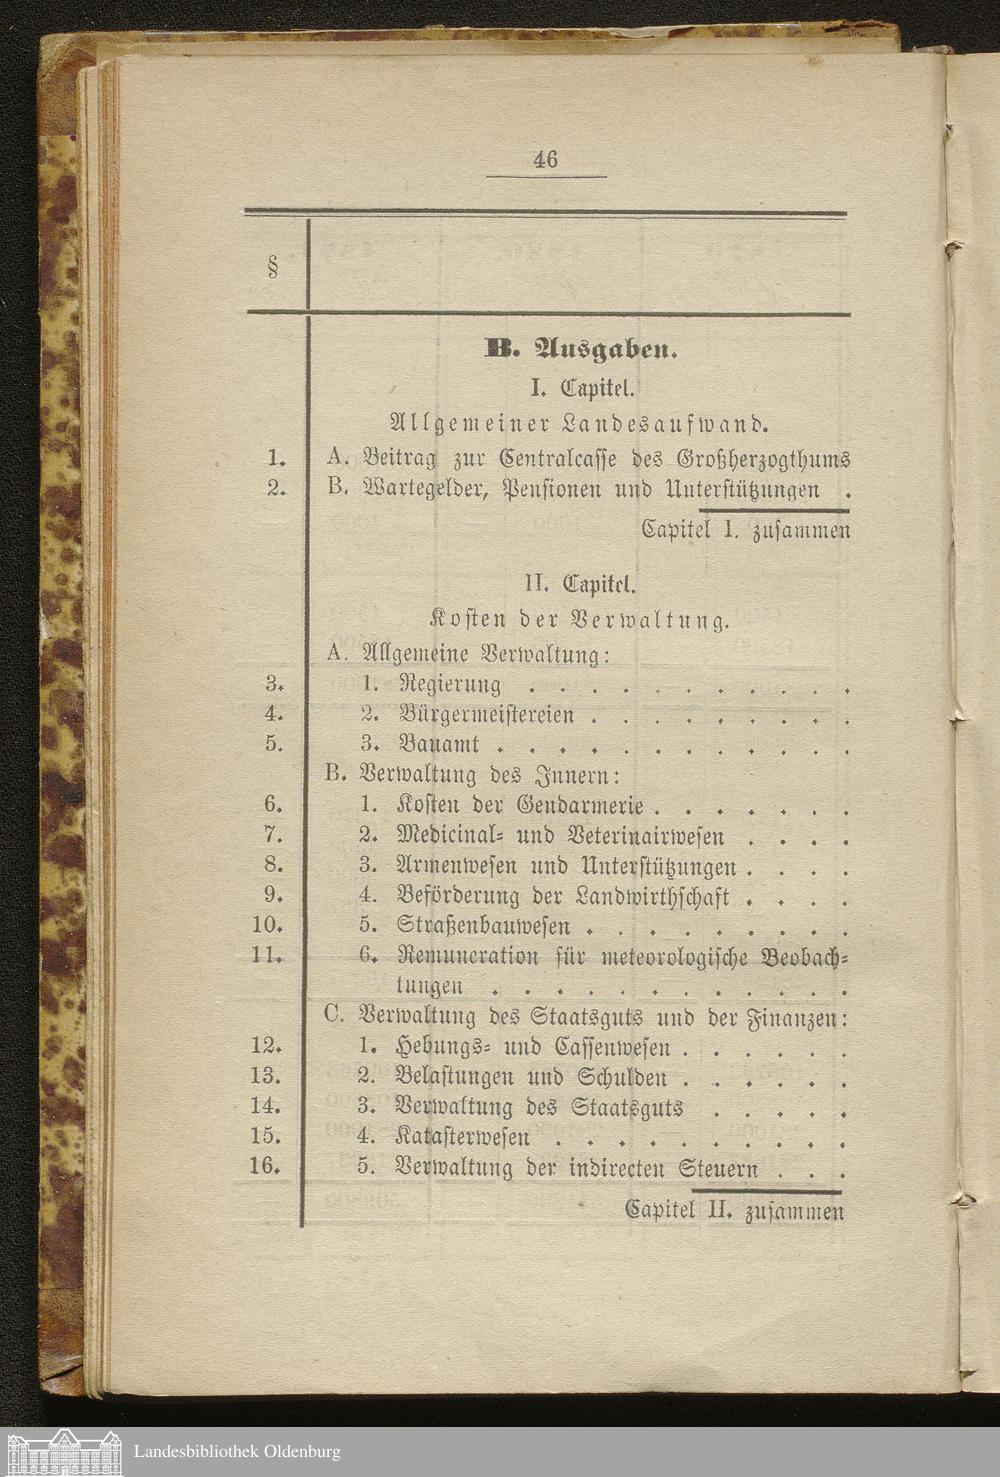 46
§
B. Ausgaben.
I. Capitel.
Allgemeiner Landesaufwand.
1. A. Beitrag zur Centralcasse des Großherzogthums
2. B. Wartegelder, Pensionen und Unterstützungen .
Capitel I. zusammen
II. Capitel.
Kosten der Verwaltung.
A. Allgemeine Verwaltung:
3. 1. Regierung . . . . . . . . . . .
4. 2. Bürgermeistereien . . . . . . . . .
5. 3. Bauamt . . . . . . . . . . . .
B. Verwaltung des Innern:
6. 1. Kosten der Gendarmerie . . . . . . .
7. 2. Medicinal- und Veterinairwesen . . . .
8. 3. Armenwesen und Unterstützungen . . . .
9. 4. Beförderung der Landwirthschaft . . . .
10. 5. Straßenbauwesen . . . . . . . . .
11. 6. Remuneration für meteorologische Beobach-
tungen . . . . . . . . . . . .
C. Verwaltung des Staatsguts und der Finanzen:
12. 1. Hebungs- und Cassenwesen . . . . . .
13. 2. Belastungen und Schulden . . . . . .
14. 3. Verwaltung des Staatsguts . . . . .
15. 4. Katasterwesen . . . . . . . . . .
16. 5. Verwaltung der indirecten Steuern . . .
Capitel II. zusammen
Landesbibliothek Oldenburg